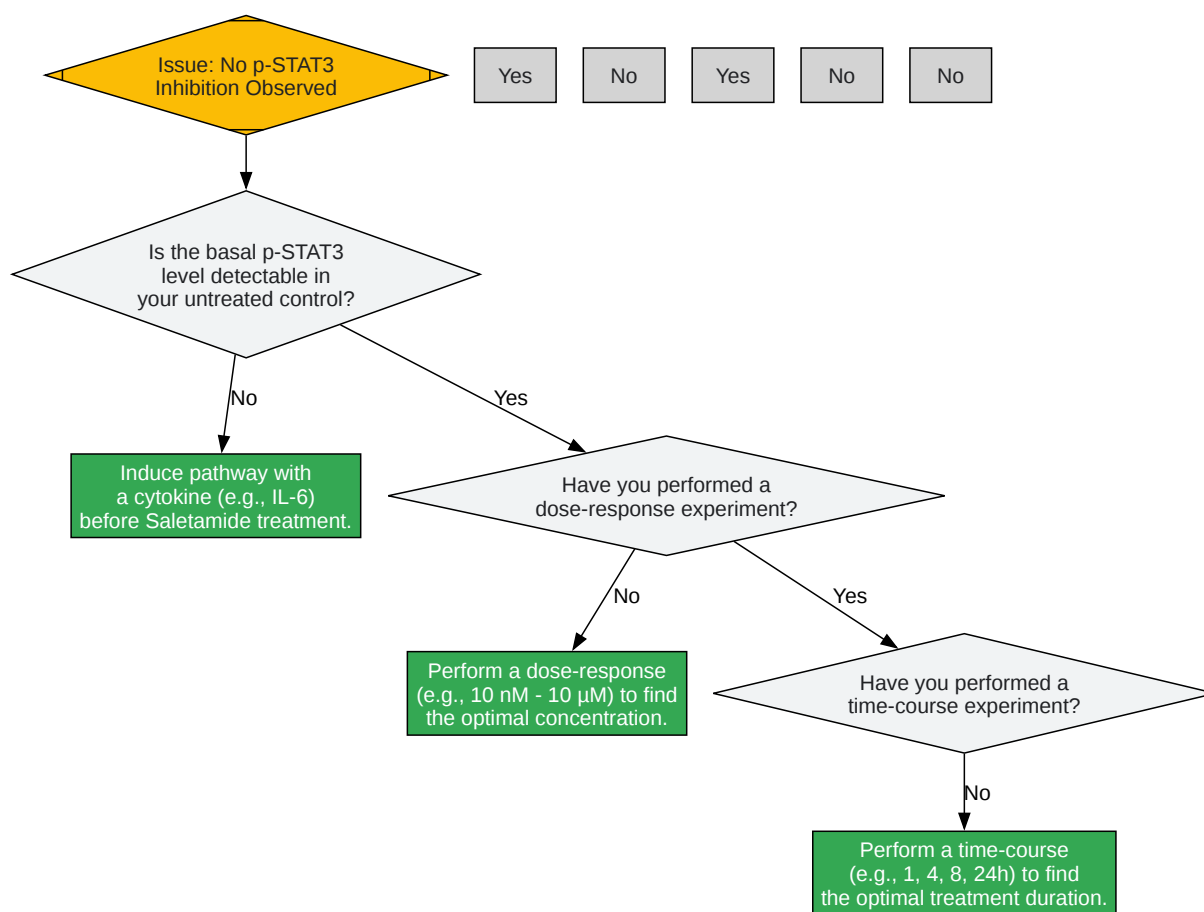 Issue: No p-STAT3
Inhibition Observed
Yes
No
Yes
No
No
Is the basal p-STAT3
level detectable in
your untreated control?
No
Yes
Induce pathway with
a cytokine (e.g., IL-6)
before Saletamide treatment.
Have you performed a
dose-response experiment?
No
Yes
Perform a dose-response
(e.g., 10 nM - 10 µM) to find
the optimal concentration.
Have you performed a
time-course experiment?
No
Perform a time-course
(e.g., 1, 4, 8, 24h) to find
the optimal treatment duration.